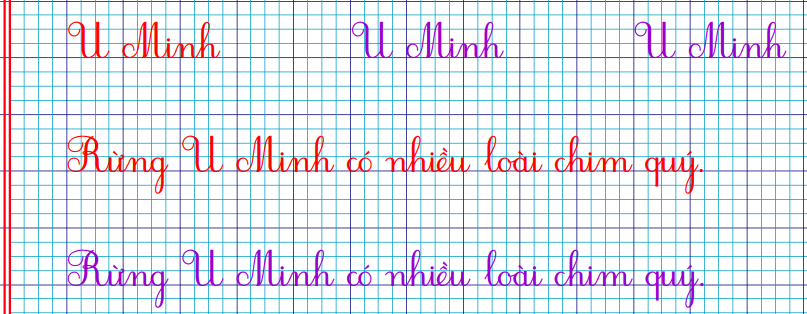 U Minh U Minh U Minh
Rừng U Minh có nhiều loài chim quý.
Rừng U Minh có nhiều loài chim quý.